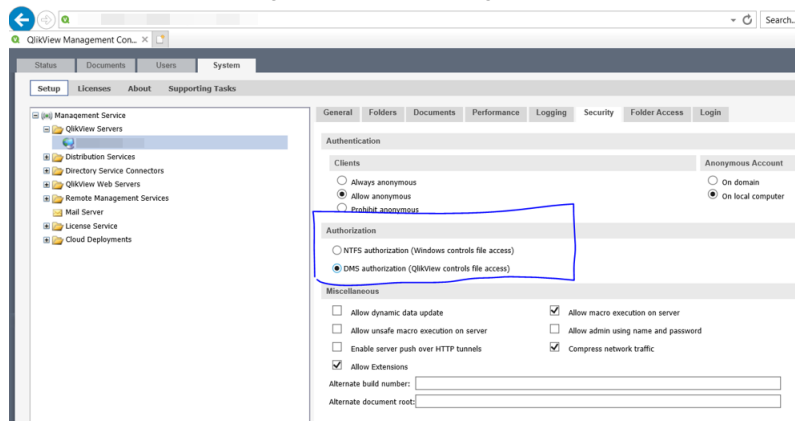 Search..
QlikView Management Con...
Status Documents Users System
Setup Licenses About Supporting Tasks
Management Service
QlikView Servers
Distribution Services
Directory Service Connectors
QlikView Web Servers
Remote Management Services
Mail Server
License Service
Cloud Deployments
General Folders Documents Performance Logging Security Folder Access Login
Authentication
Clients Anonymous Account
Always anonymous On domain
Allow anonymous On local computer
Prohibit anonymous
Authorization
NTFS authorization (Windows controls file access)
DMS authorization (QlikView controls file access)
Miscellaneous
Allow dynamic data update Allow macro execution on server
Allow unsafe macro execution on server Allow admin using name and password
Enable server push over HTTP tunnels Compress network traffic
Allow Extensions
Alternate build number:
Alternate document root: